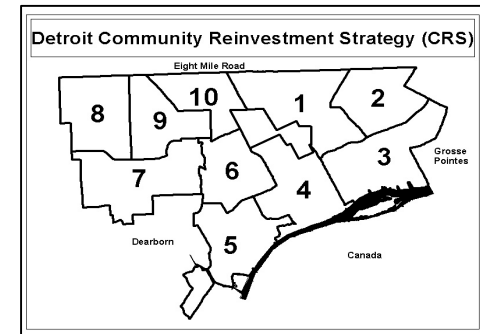 Detroit Community Reinvestment Strategy (CRS)
Eight Mile Road
10
1
2
8
9
3
Grosse
Pointes
6
7
4
Dearborn
5
Canada